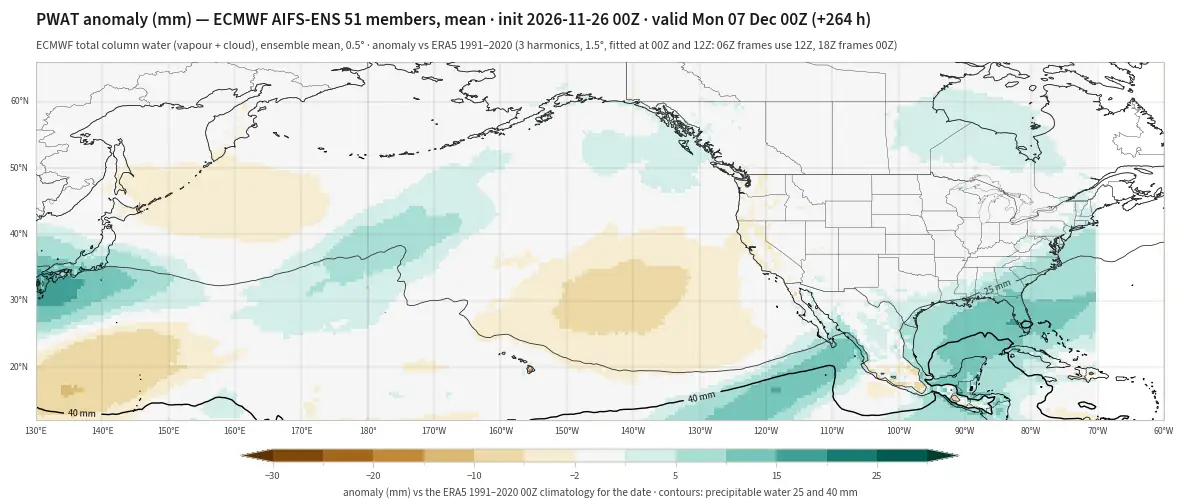 PWAT anomaly (mm) — ECMWF AIFS-ENS 51 members, mean · init 2026-11-26 00Z · valid Mon 07 Dec 00Z (+264 h)
ECMWF total column water (vapour + cloud), ensemble mean, 0.5° · anomaly vs ERA5 1991–2020 (3 harmonics, 1.5°, fitted at 00Z and 12Z: 06Z frames use 12Z, 18Z frames 00Z)
60°N
50°N
40°N
30°N
20°N
25 mm
40 mm
40 mm
130°E 140°E 150°E 160°E 170°E 180° 170°W 160°W 150°W 140°W 130°W 120°W 110°W 100°W 90°W 80°W 70°W 60°W
−30 −20 −10 −2 5 15 25
anomaly (mm) vs the ERA5 1991–2020 00Z climatology for the date · contours: precipitable water 25 and 40 mm